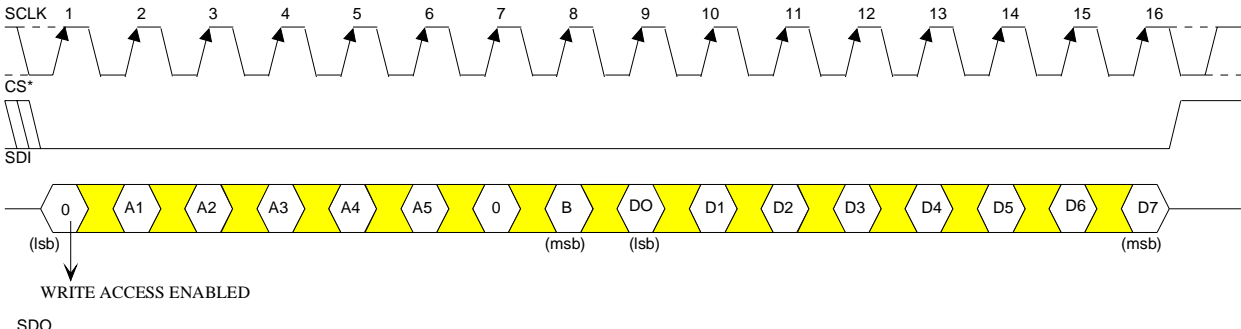 SCLK 1 2 3 4 5 6 7 8 9 10 11 12 13 14 15 16
CS*
SDI
0 A1 A2 A3 A4 A5 0 B DO D1 D2 D3 D4 D5 D6 D7
(lsb) (msb) (lsb) (msb)
WRITE ACCESS ENABLED
SDO